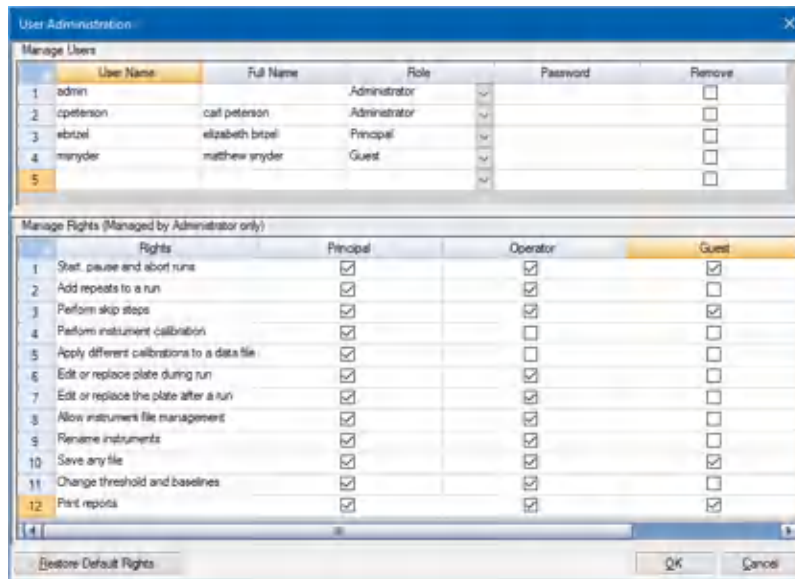 User Administration
Manage Users
User Name Full Name Role Password Remove
1 admin Administrator
2 cpeterson carl peterson Administrator
3 ebrizel elizabeth brizel Principal
4 msnyder matthew snyder Guest
5
Manage Rights (Managed by Administrator only)
Rights Principal Operator Guest
1 Start, pause and abort runs
2 Add repeats to a run
3 Perform skip steps
4 Perform instrument calibration
5 Apply different calibrations to a data file
6 Edit or replace plate during run
7 Edit or replace the plate after a run
8 Allow instrument file management
9 Rename instruments
10 Save any file
11 Change threshold and baselines
12 Print reports
Restore Default Rights OK Cancel